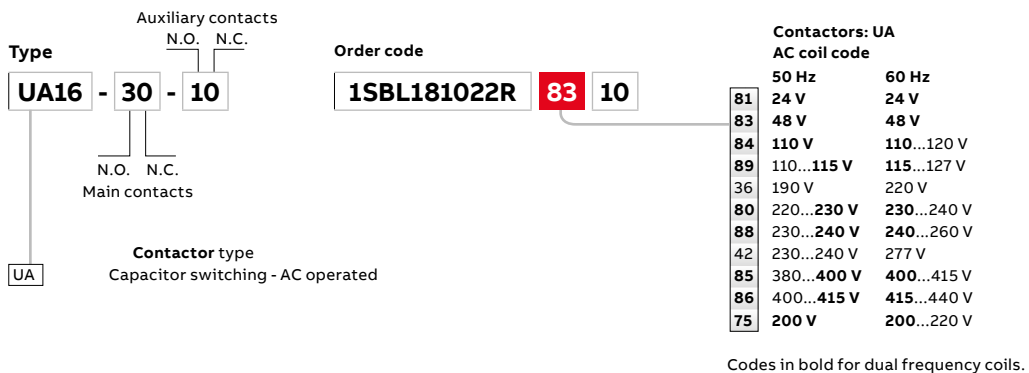 Auxiliary contacts
N.O. N.C.
Type
UA16 - 30 - 10
N.O. N.C.
Main contacts
UA
Contactor type
Capacitor switching - AC operated
Order code
1SBL181022R 83 10
Contactors: UA
AC coil code
50 Hz 60 Hz
81 24 V 24 V
83 48 V 48 V
84 110 V 110...120 V
89 110...115 V 115...127 V
36 190 V 220 V
80 220...230 V 230...240 V
88 230...240 V 240...260 V
42 230...240 V 277 V
85 380...400 V 400...415 V
86 400...415 V 415...440 V
75 200 V 200...220 V
Codes in bold for dual frequency coils.